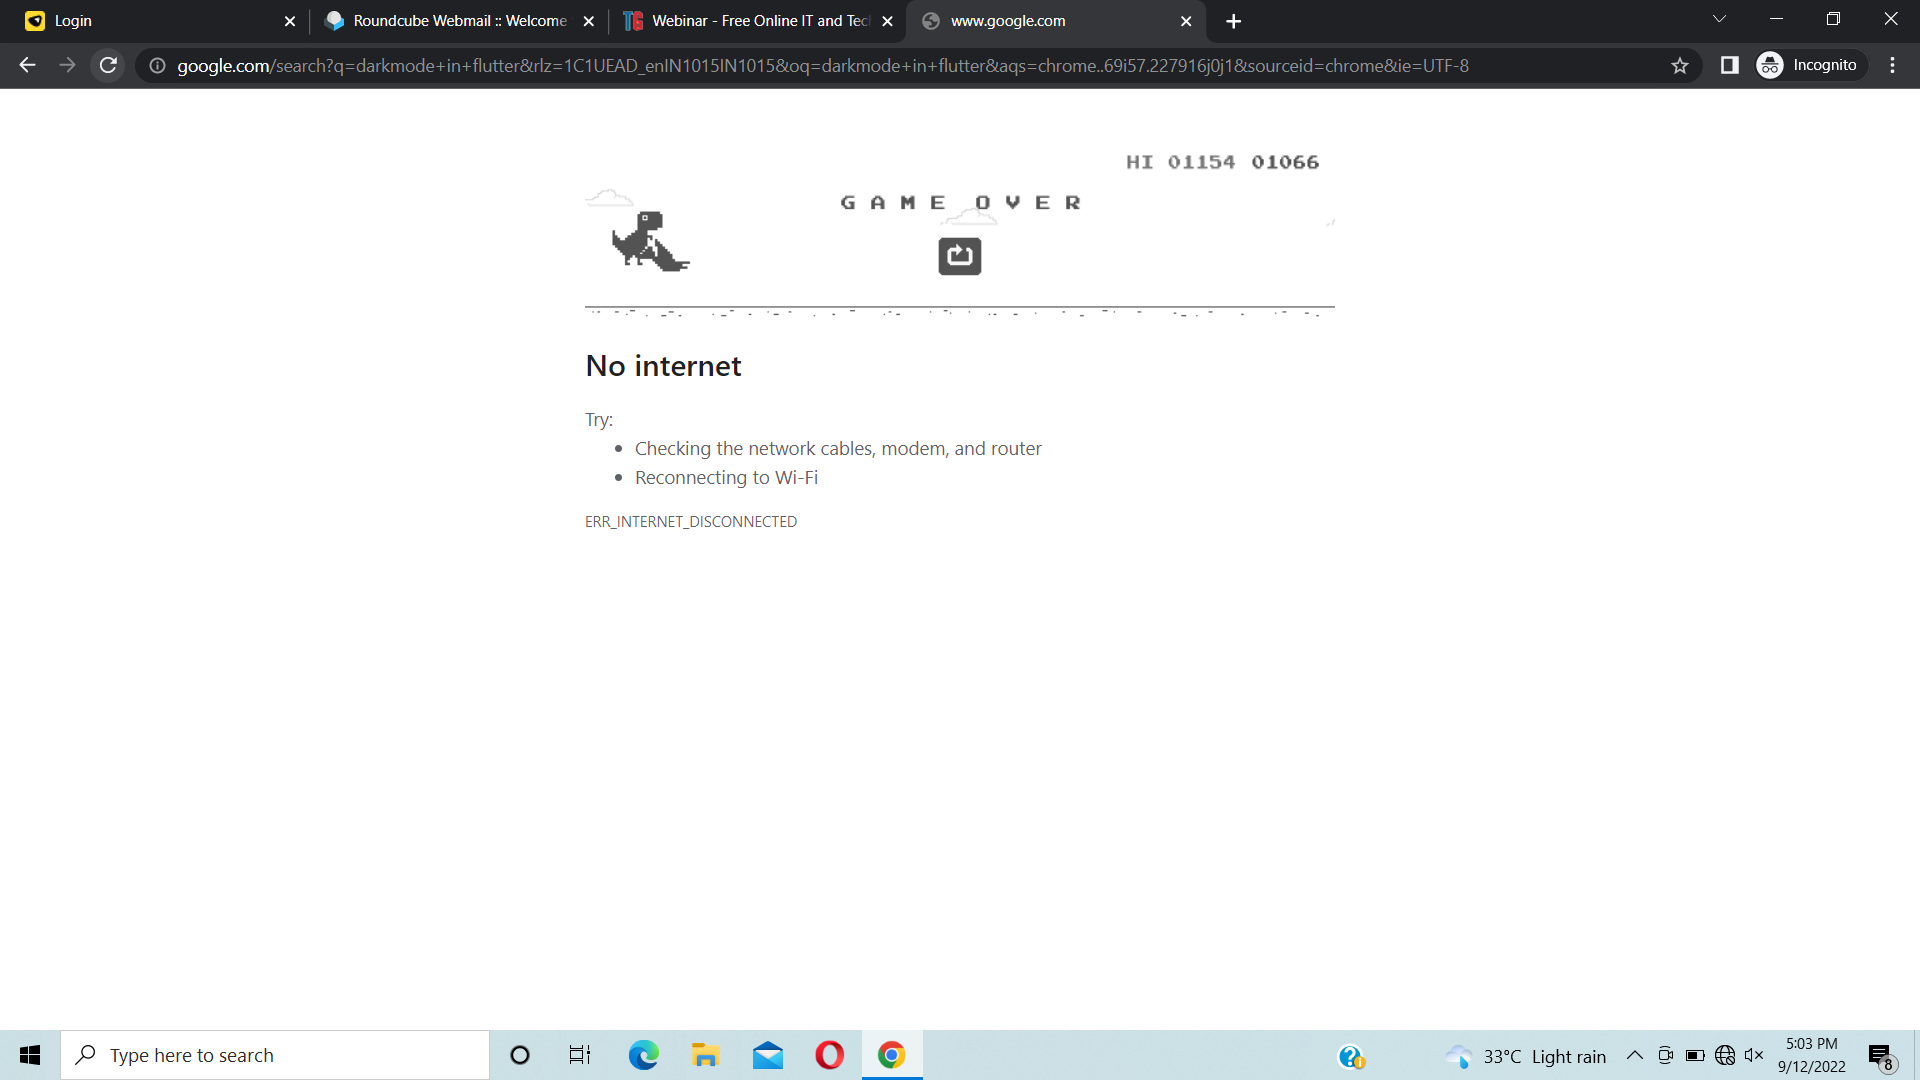 Login
Roundcube Webmail :: Welcome
TG Webinar - Free Online IT and Tec
www.google.com
google.com/search?q=darkmode+in+flutter&rlz=1C1UEAD_enIN1015IN1015&oq=darkmode+in+flutter&aqs=chrome..69i57.227916j0j1&sourceid=chrome&ie=UTF-8
Incognito
HI 01154 01066
GAME OVER
No internet
Try:
• Checking the network cables, modem, and router
• Reconnecting to Wi-Fi
ERR_INTERNET_DISCONNECTED
Type here to search
33°C Light rain
5:03 PM
9/12/2022
8